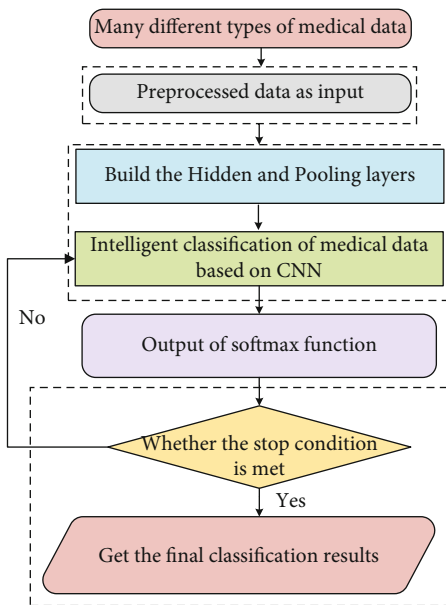 Many different types of medical data
Preprocessed data as input
Build the Hidden and Pooling layers
Intelligent classification of medical data
based on CNN
No
Output of softmax function
Whether the stop condition
is met
Yes
Get the final classification results